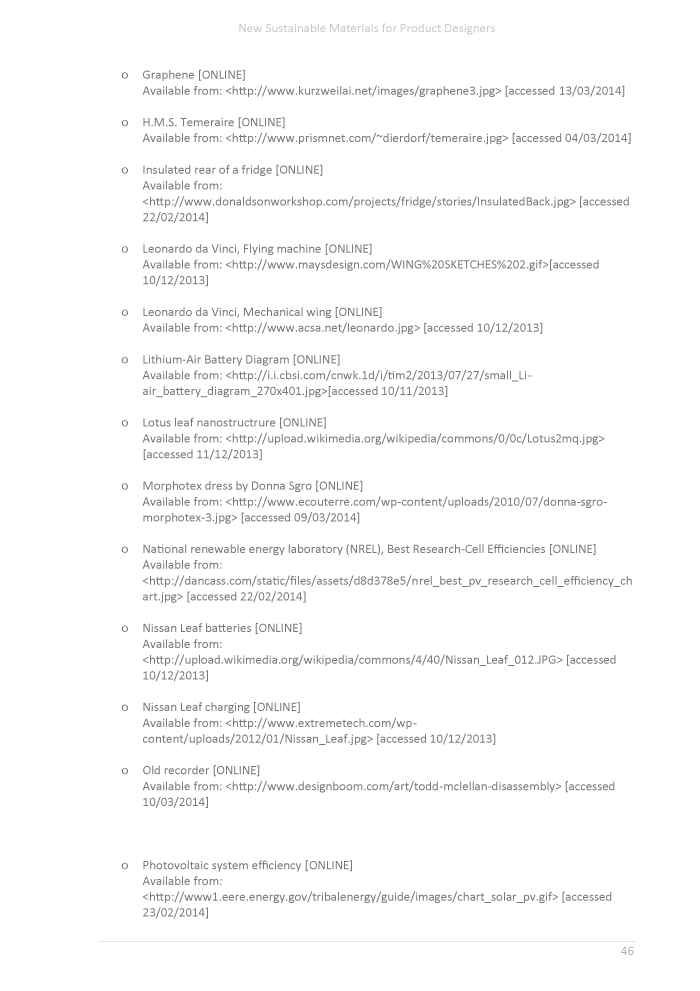 New Sustainable Materials for Product Designers
o Graphene [ONLINE]
Available from: <http://www.kurzweilai.net/images/graphene3.jpg> [accessed 13/03/2014]
o H.M.S. Temeraire [ONLINE]
Available from: <http://www.prismnet.com/~dierdorf/temeraire.jpg> [accessed 04/03/2014]
o Insulated rear of a fridge [ONLINE]
Available from:
<http://www.donaldsonworkshop.com/projects/fridge/stories/InsulatedBack.jpg> [accessed
22/02/2014]
o Leonardo da Vinci, Flying machine [ONLINE]
Available from: <http://www.maysdesign.com/WING%20SKETCHES%202.gif>[accessed
10/12/2013]
o Leonardo da Vinci, Mechanical wing [ONLINE]
Available from: <http://www.acsa.net/leonardo.jpg> [accessed 10/12/2013]
o Lithium-Air Battery Diagram [ONLINE]
Available from: <http://i.i.cbsi.com/cnwk.1d/i/tim2/2013/07/27/small_Li-
air_battery_diagram_270x401.jpg>[accessed 10/11/2013]
o Lotus leaf nanostructrure [ONLINE]
Available from: <http://upload.wikimedia.org/wikipedia/commons/0/0c/Lotus2mq.jpg>
[accessed 11/12/2013]
o Morphotex dress by Donna Sgro [ONLINE]
Available from: <http://www.ecouterre.com/wp-content/uploads/2010/07/donna-sgro-
morphotex-3.jpg> [accessed 09/03/2014]
o National renewable energy laboratory (NREL), Best Research-Cell Efficiencies [ONLINE]
Available from:
<http://dancass.com/static/files/assets/d8d378e5/nrel_best_pv_research_cell_efficiency_ch
art.jpg> [accessed 22/02/2014]
o Nissan Leaf batteries [ONLINE]
Available from:
<http://upload.wikimedia.org/wikipedia/commons/4/40/Nissan_Leaf_012.JPG> [accessed
10/12/2013]
o Nissan Leaf charging [ONLINE]
Available from: <http://www.extremetech.com/wp-
content/uploads/2012/01/Nissan_Leaf.jpg> [accessed 10/12/2013]
o Old recorder [ONLINE]
Available from: <http://www.designboom.com/art/todd-mclellan-disassembly> [accessed
10/03/2014]
o Photovoltaic system efficiency [ONLINE]
Available from:
<http://www1.eere.energy.gov/tribalenergy/guide/images/chart_solar_pv.gif> [accessed
23/02/2014]
46